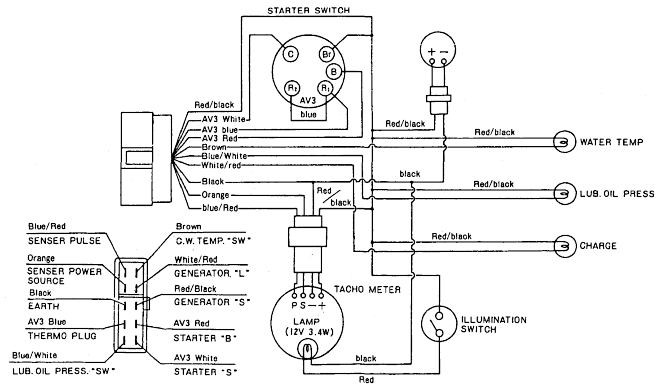 STARTER SWITCH
C
Br
B
R2
R1
AV3
blue
+ -
Red/black
AV3 White
AV3 blue
AV3 Red
Brown
Blue/White
White/red
Black
Orange
blue/Red
Red/black
Red/black
WATER TEMP
black
Red/black
LUB. OIL PRESS
Red
black
Red/black
CHARGE
TACHO METER
P S - +
LAMP
(12V 3.4W)
ILLUMINATION
SWITCH
black
Red
Blue/Red
SENSER PULSE
Orange
SENSER POWER
SOURCE
Black
EARTH
AV3 Blue
THERMO PLUG
Blue/White
LUB. OIL PRESS. "SW"
Brown
C.W. TEMP. "SW"
White/Red
GENERATOR "L"
Red/Black
GENERATOR "S"
AV3 Red
STARTER "B"
AV3 White
STARTER "S"